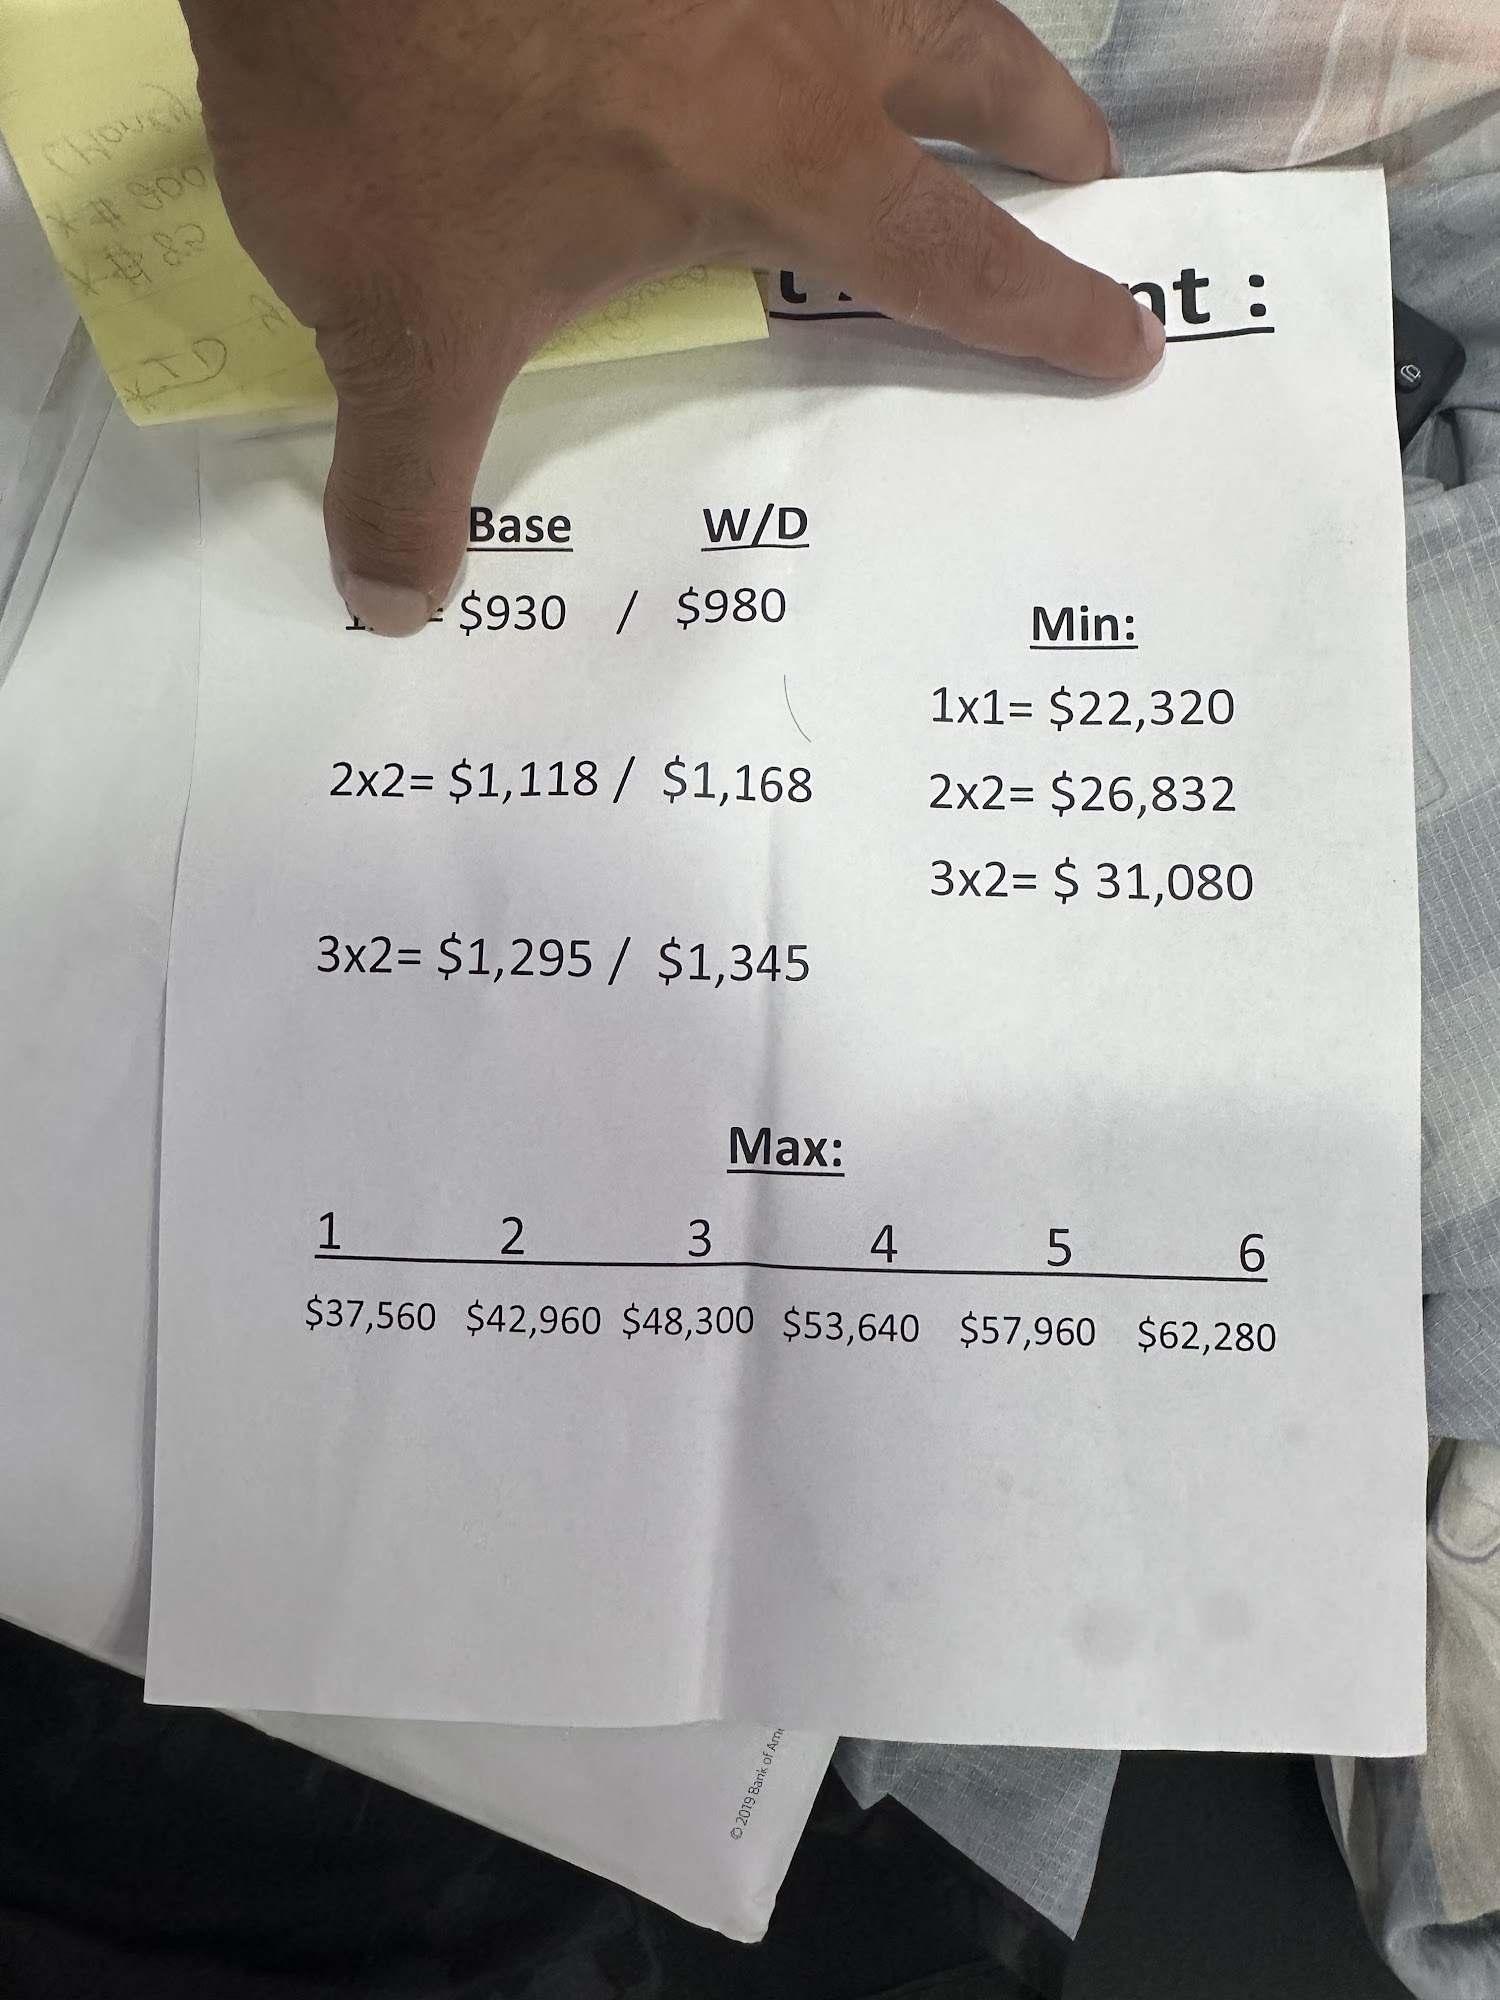 x # 200
nt :
Base W/D
= $930 / $980
2x2= $1,118 / $1,168
3x2= $1,295 / $1,345
Min:
1x1= $22,320
2x2= $26,832
3x2= $ 31,080
Max:
1 2 3 4 5 6
$37,560 $42,960 $48,300 $53,640 $57,960 $62,280
© 2019 Bank of Am